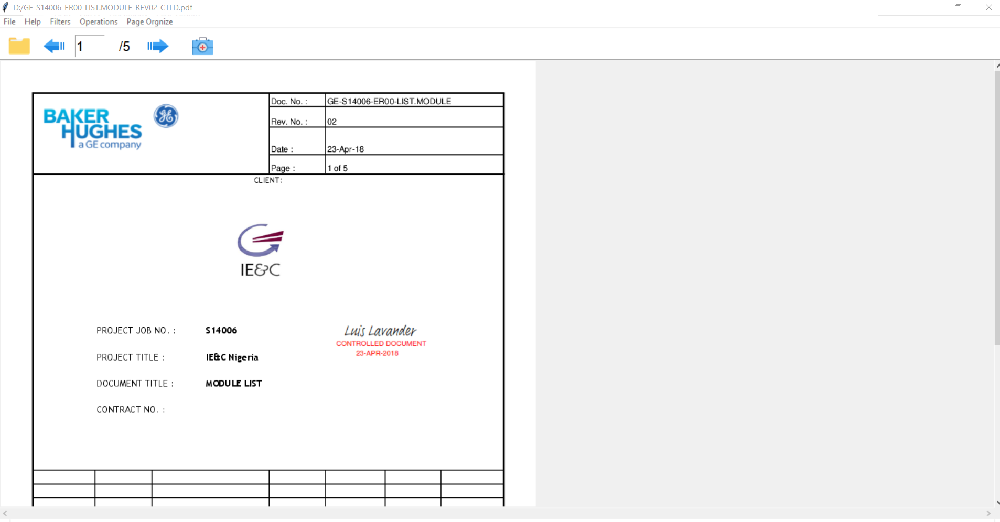 D:/GE-S14006-ER00-LIST.MODULE-REV02-CTLD.pdf
File Help Filters Operations Page Orgnize
1 /5
BAKER HUGHES a GE company
GE
Doc. No. : GE-S14006-ER00-LIST.MODULE
Rev. No. : 02
Date : 23-Apr-18
Page : 1 of 5
CLIENT:
IE&C
PROJECT JOB NO. : S14006
Luis Lavander
CONTROLLED DOCUMENT
23-APR-2018
PROJECT TITLE : IE&C Nigeria
DOCUMENT TITLE : MODULE LIST
CONTRACT NO. :